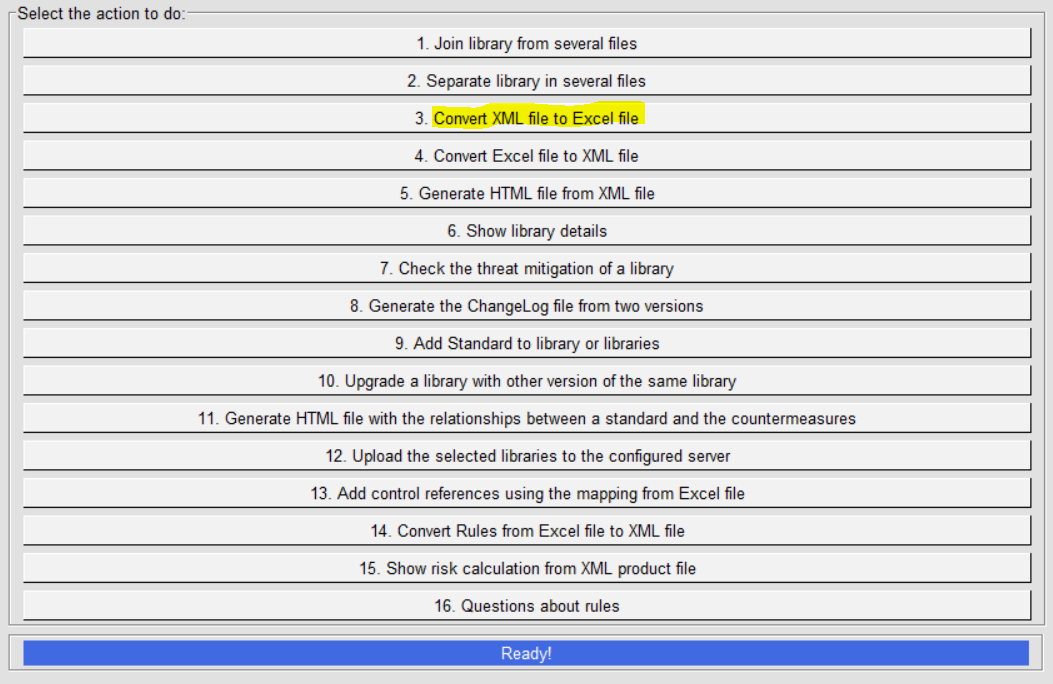 Select the action to do:
1. Join library from several files
2. Separate library in several files
3. Convert XML file to Excel file
4. Convert Excel file to XML file
5. Generate HTML file from XML file
6. Show library details
7. Check the threat mitigation of a library
8. Generate the ChangeLog file from two versions
9. Add Standard to library or libraries
10. Upgrade a library with other version of the same library
11. Generate HTML file with the relationships between a standard and the countermeasures
12. Upload the selected libraries to the configured server
13. Add control references using the mapping from Excel file
14. Convert Rules from Excel file to XML file
15. Show risk calculation from XML product file
16. Questions about rules
Ready!